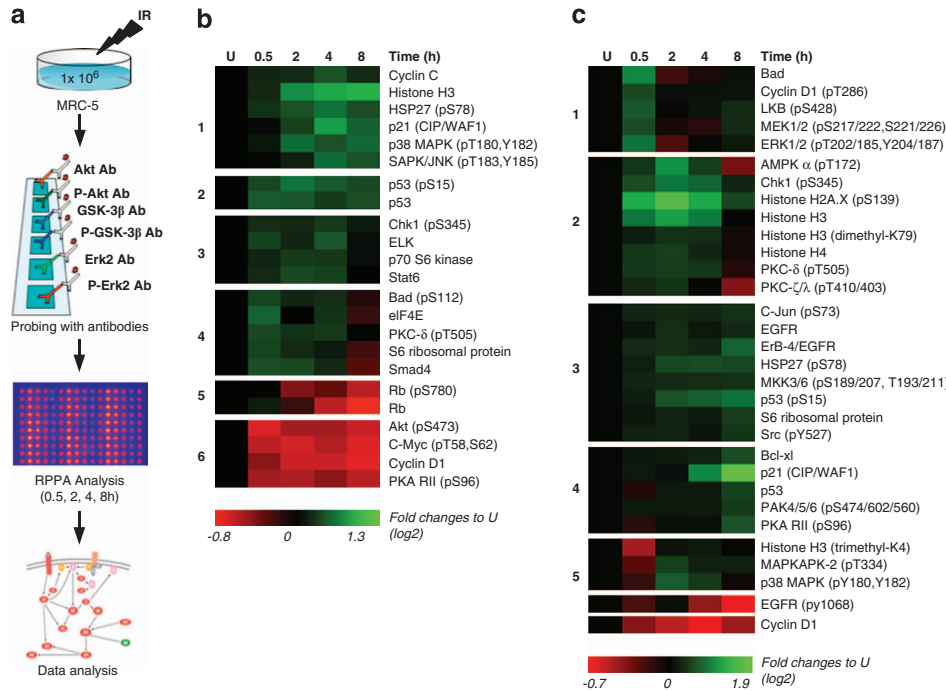 a
IR
1x 10⁶
MRC-5
Akt Ab
P-Akt Ab
GSK-3β Ab
P-GSK-3β Ab
Erk2 Ab
P-Erk2 Ab
Probing with antibodies
RPPA Analysis
(0.5, 2, 4, 8h)
Data analysis
b
U 0.5 2 4 8 Time (h)
1
Cyclin C
Histone H3
HSP27 (pS78)
p21 (CIP/WAF1)
p38 MAPK (pT180,Y182)
SAPK/JNK (pT183,Y185)
2
p53 (pS15)
p53
3
Chk1 (pS345)
ELK
p70 S6 kinase
Stat6
4
Bad (pS112)
eIF4E
PKC-δ (pT505)
S6 ribosomal protein
Smad4
5
Rb (pS780)
Rb
6
Akt (pS473)
C-Myc (pT58,S62)
Cyclin D1
PKA RII (pS96)
-0.8 0 1.3
Fold changes to U
(log2)
c
U 0.5 2 4 8 Time (h)
1
Bad
Cyclin D1 (pT286)
LKB (pS428)
MEK1/2 (pS217/222,S221/226)
ERK1/2 (pT202/185,Y204/187)
2
AMPK α (pT172)
Chk1 (pS345)
Histone H2A.X (pS139)
Histone H3
Histone H3 (dimethyl-K79)
Histone H4
PKC-δ (pT505)
PKC-ζ/λ (pT410/403)
3
C-Jun (pS73)
EGFR
ErB-4/EGFR
HSP27 (pS78)
MKK3/6 (pS189/207, T193/211)
p53 (pS15)
S6 ribosomal protein
Src (pY527)
4
Bcl-xl
p21 (CIP/WAF1)
p53
PAK4/5/6 (pS474/602/560)
PKA RII (pS96)
5
Histone H3 (trimethyl-K4)
MAPKAPK-2 (pT334)
p38 MAPK (pY180,Y182)
EGFR (py1068)
Cyclin D1
-0.7 0 1.9
Fold changes to U
(log2)